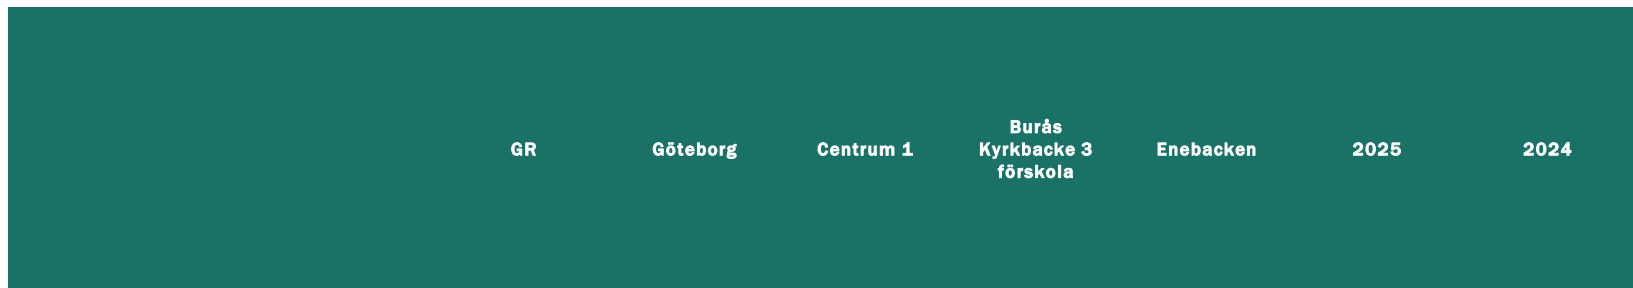 GR
Göteborg
Centrum 1
Burås
Kyrkbacke 3
förskola
Enebacken
2025
2024